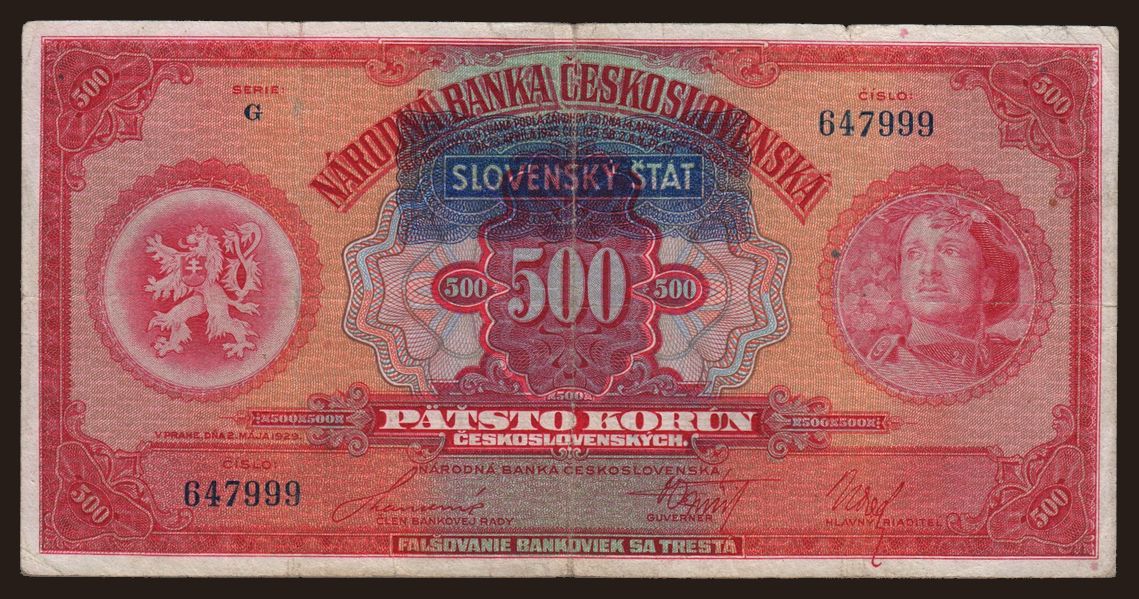 500
500
SERIE:
G
ČÍSLO:
647999
NÁRODNÁ BANKA ČESKOSLOVENSKÁ
SLOVENSKÝ ŠTÁT
500
500
500
500
PÄŤSTO KORÚN
ČESKOSLOVENSKÝCH.
V PRAHE, DŇA 2. MÁJA 1929.
ČÍSLO:
647999
NÁRODNÁ BANKA ČESKOSLOVENSKÁ
ČLEN BANKOVEJ RADY
GUVERNÉR
HLAVNÝ RIADITEĽ
500
500
FALŠOVANIE BANKOVIEK SA TRESTÁ